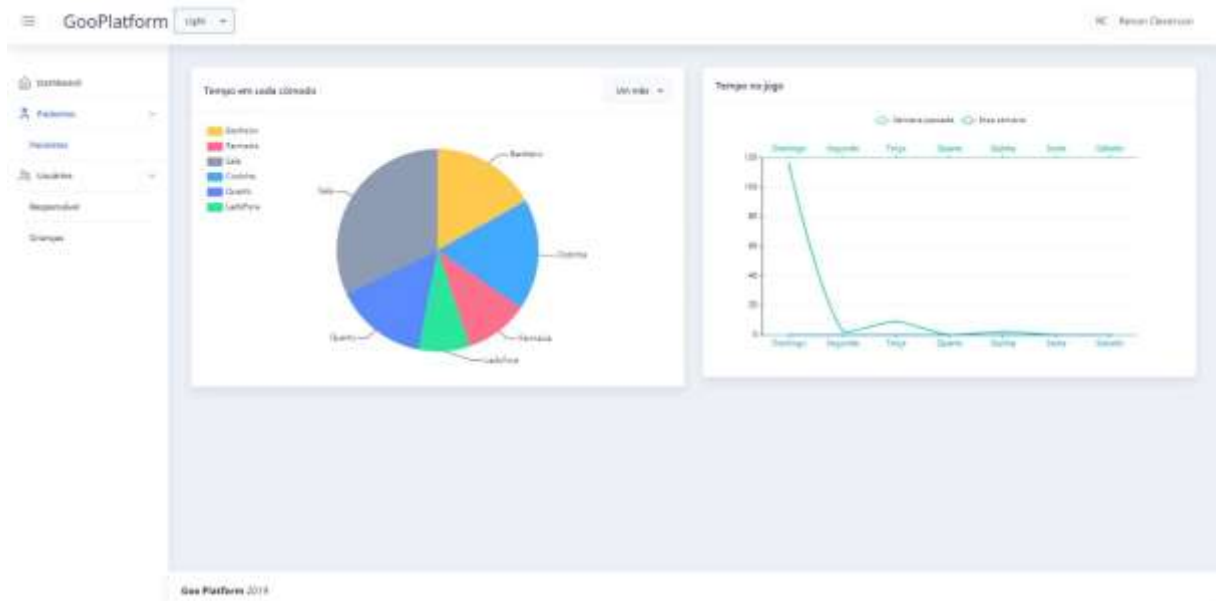 GooPlatform
Light
Dashboard
Pacientes
Pacientes
Usuários
Responsável
Crianças
Tempo em cada cômodo
Um mês
Banheiro
Farmacia
Sala
Cozinha
Quarto
LadoFora
Banheiro
Sala
Cozinha
Quarto
Farmacia
LadoFora
Tempo no jogo
Semana passada
Essa semana
Domingo Segunda Terça Quarta Quinta Sexta Sábado
120
100
80
60
40
20
0
Domingo Segunda Terça Quarta Quinta Sexta Sábado
Goo Platform 2019